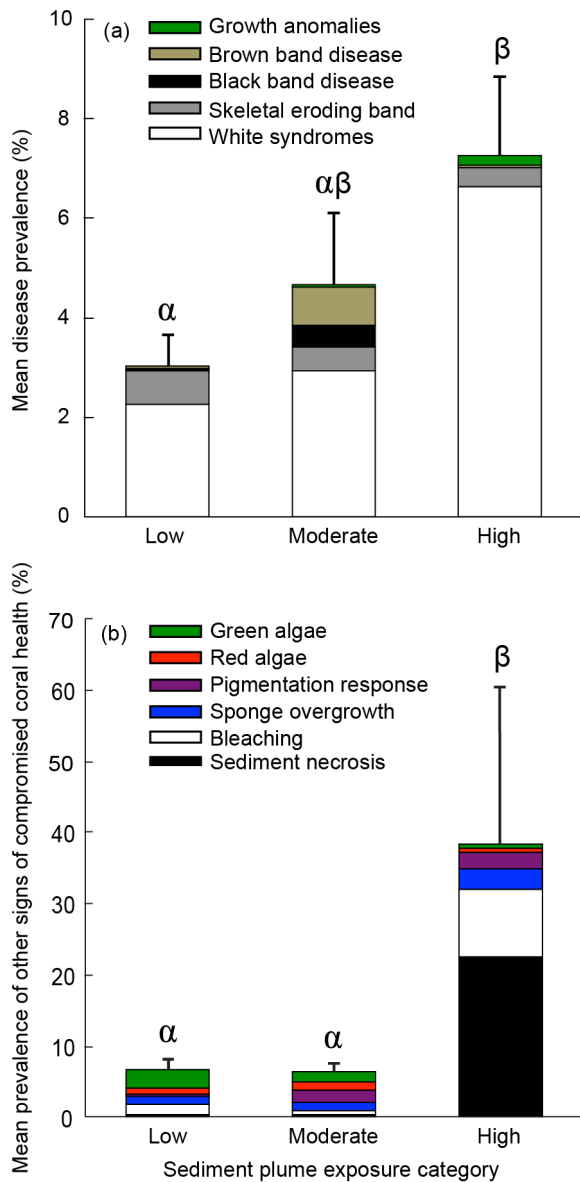 (a)
Growth anomalies
Brown band disease
Black band disease
Skeletal eroding band
White syndromes
Mean disease prevalence (%)
10
8
6
4
2
0
α
αβ
β
Low
Moderate
High
(b)
Green algae
Red algae
Pigmentation response
Sponge overgrowth
Bleaching
Sediment necrosis
Mean prevalence of other signs of compromised coral health (%)
70
60
50
40
30
20
10
0
α
α
β
Low
Moderate
High
Sediment plume exposure category